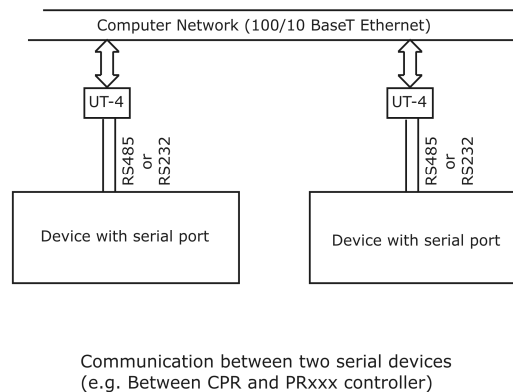 Computer Network (100/10 BaseT Ethernet)
UT-4
UT-4
RS485
or
RS232
RS485
or
RS232
Device with serial port
Device with serial port
Communication between two serial devices
(e.g. Between CPR and PRxxx controller)